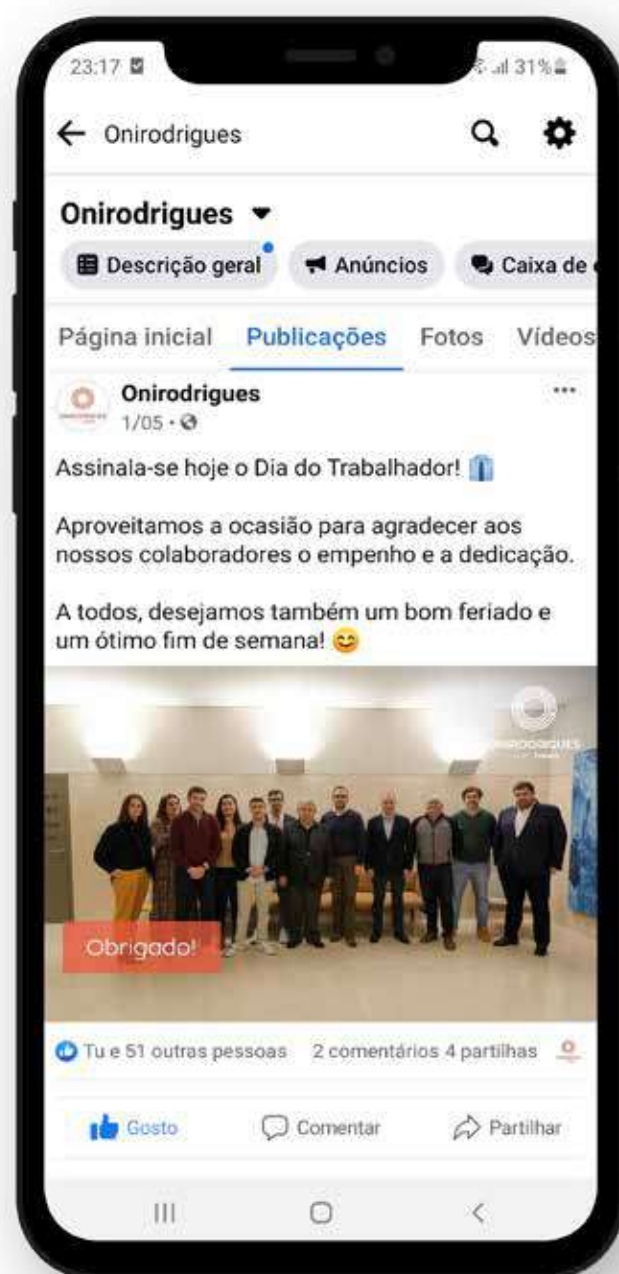 23:17
31%
Onirodrigues
Onirodrigues
Descrição geral
Anúncios
Caixa de
Página inicial
Publicações
Fotos
Vídeos
Onirodrigues
1/05
Assinala-se hoje o Dia do Trabalhador!
Aproveitamos a ocasião para agradecer aos
nossos colaboradores o empenho e a dedicação.
A todos, desejamos também um bom feriado e
um ótimo fim de semana!
ONIRODRIGUES
Obrigado!
Tu e 51 outras pessoas
2 comentários 4 partilhas
Gosto
Comentar
Partilhar